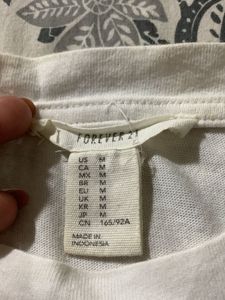 FOREVER 21
US M
CA M
MX M
BR M
EU M
UK M
KR M
JP M
CN 165/92A
MADE IN
INDONESIA